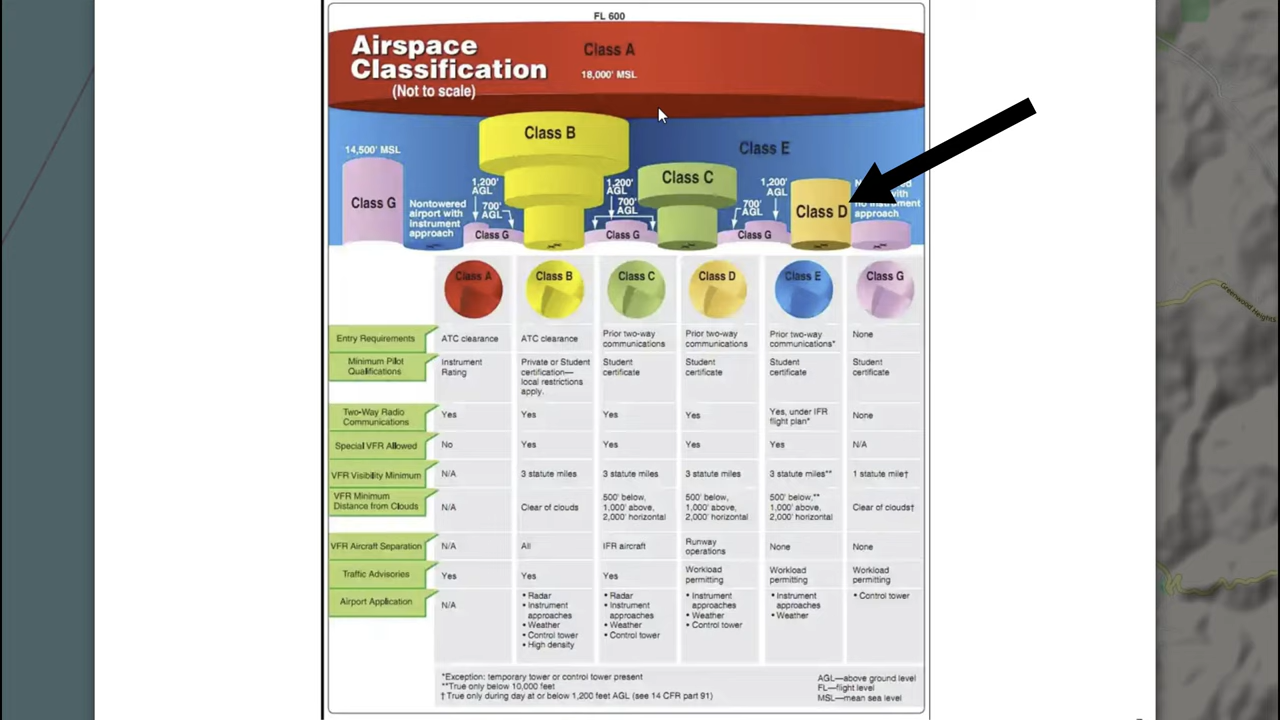 FL 600
Airspace
Classification
(Not to scale)
Class A
18,000' MSL
Class B
Class E
14,500' MSL
Class C
Class G
1,200'
AGL
1,200'
AGL
1,200'
AGL
700'
AGL
700'
AGL
700'
AGL
Nontowered
airport with
instrument
approach
Class G
Class G
Class G
Class D
with
no instrument
approach
Class A
Class B
Class C
Class D
Class E
Class G
Entry Requirements
ATC clearance
ATC clearance
Prior two-way
communications
Prior two-way
communications
Prior two-way
communications*
None
Minimum Pilot
Qualifications
Instrument
Rating
Private or Student
certification—
local restrictions
apply.
Student
certificate
Student
certificate
Student
certificate
Student
certificate
Two-Way Radio
Communications
Yes
Yes
Yes
Yes
Yes, under IFR
flight plan*
None
Special VFR Allowed
No
Yes
Yes
Yes
Yes
N/A
VFR Visibility Minimum
N/A
3 statute miles
3 statute miles
3 statute miles
3 statute miles**
1 statute mile†
VFR Minimum
Distance from Clouds
N/A
Clear of clouds
500' below,
1,000' above,
2,000' horizontal
500' below,
1,000' above,
2,000' horizontal
500' below,**
1,000' above,
2,000' horizontal
Clear of clouds†
VFR Aircraft Separation
N/A
All
IFR aircraft
Runway
operations
None
None
Traffic Advisories
Yes
Yes
Yes
Workload
permitting
Workload
permitting
Workload
permitting
Airport Application
N/A
• Radar
• Instrument
approaches
• Weather
• Control tower
• High density
• Radar
• Instrument
approaches
• Weather
• Control tower
• Instrument
approaches
• Weather
• Control tower
• Instrument
approaches
• Weather
• Control tower
*Exception: temporary tower or control tower present
**True only below 10,000 feet
†True only during day at or below 1,200 feet AGL (see 14 CFR part 91)
AGL—above ground level
FL—flight level
MSL—mean sea level
Greenwood Heights